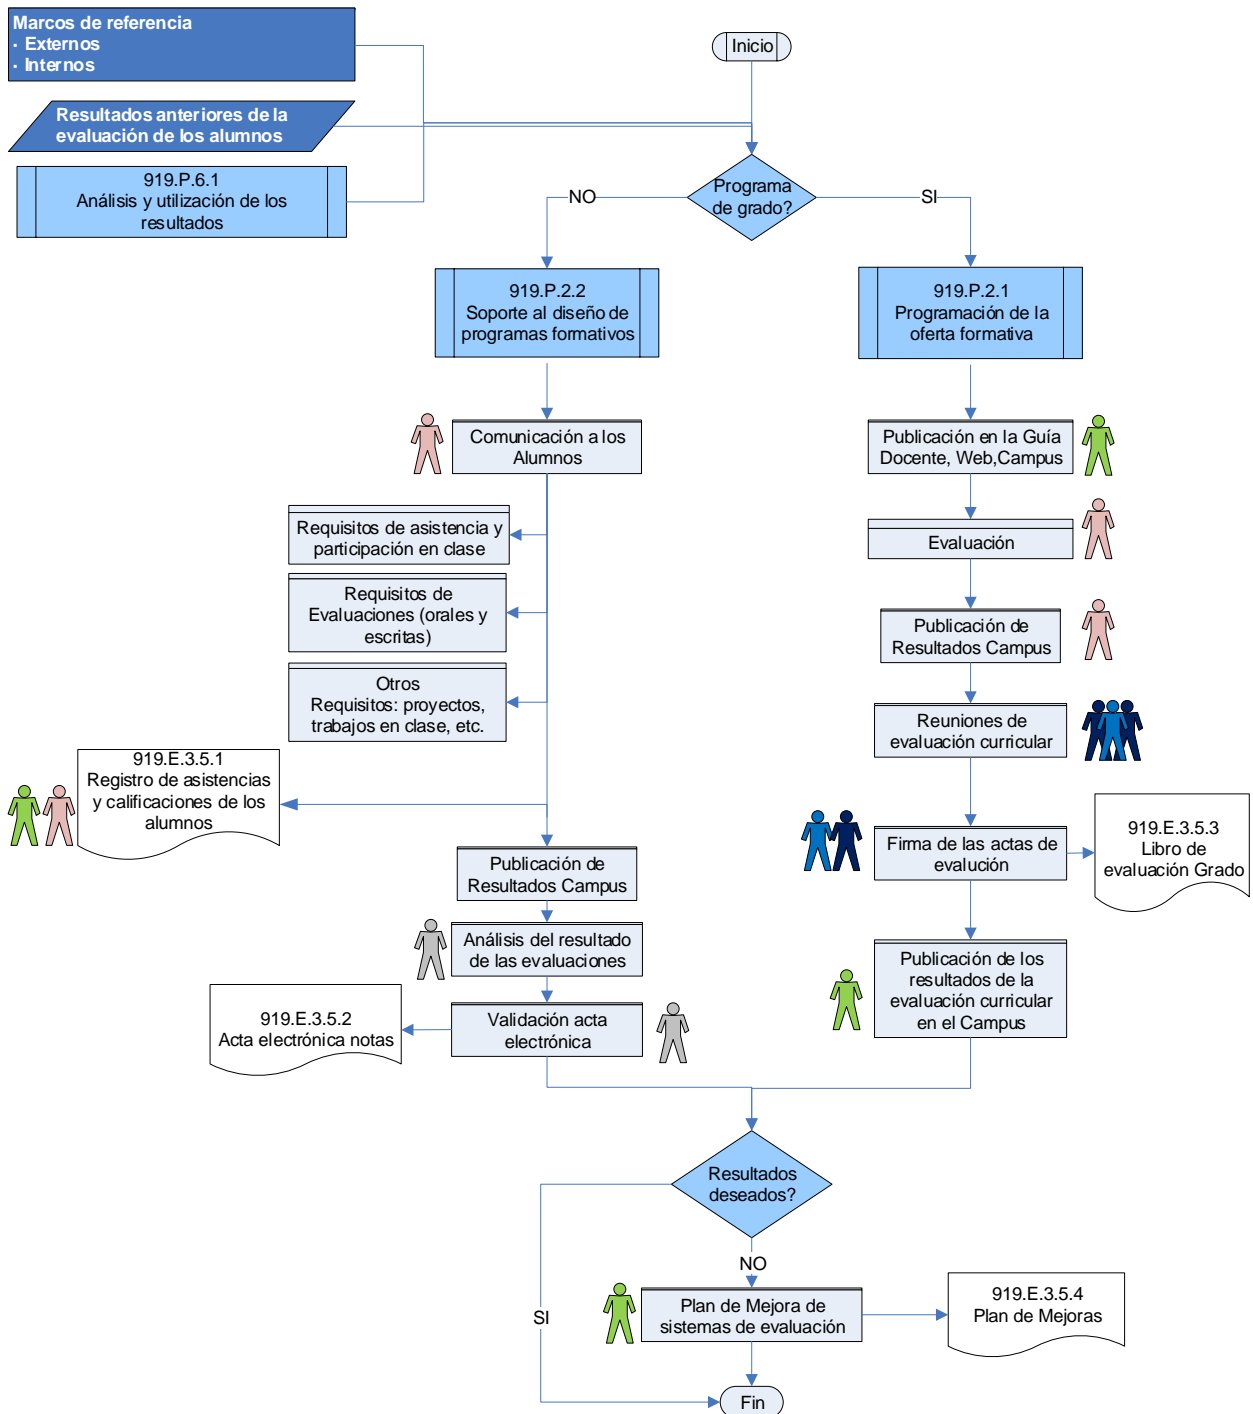 Marcos de referencia
· Externos
· Internos
Inicio
Resultados anteriores de la
evaluación de los alumnos
919.P.6.1
Análisis y utilización de los
resultados
Programa
de grado?
NO
SI
919.P.2.2
Soporte al diseño de
programas formativos
919.P.2.1
Programación de la
oferta formativa
Comunicación a los
Alumnos
Publicación en la Guía
Docente, Web,Campus
Requisitos de asistencia y
participación en clase
Evaluación
Requisitos de
Evaluaciones (orales y
escritas)
Publicación de
Resultados Campus
Otros
Requisitos: proyectos,
trabajos en clase, etc.
Reuniones de
evaluación curricular
919.E.3.5.1
Registro de asistencias
y calificaciones de los
alumnos
Firma de las actas de
evalución
919.E.3.5.3
Libro de
evaluación Grado
Publicación de
Resultados Campus
Análisis del resultado
de las evaluaciones
Publicación de los
resultados de la
evaluación curricular
en el Campus
919.E.3.5.2
Acta electrónica notas
Validación acta
electrónica
Resultados
deseados?
NO
SI
Plan de Mejora de
sistemas de evaluación
919.E.3.5.4
Plan de Mejoras
Fin